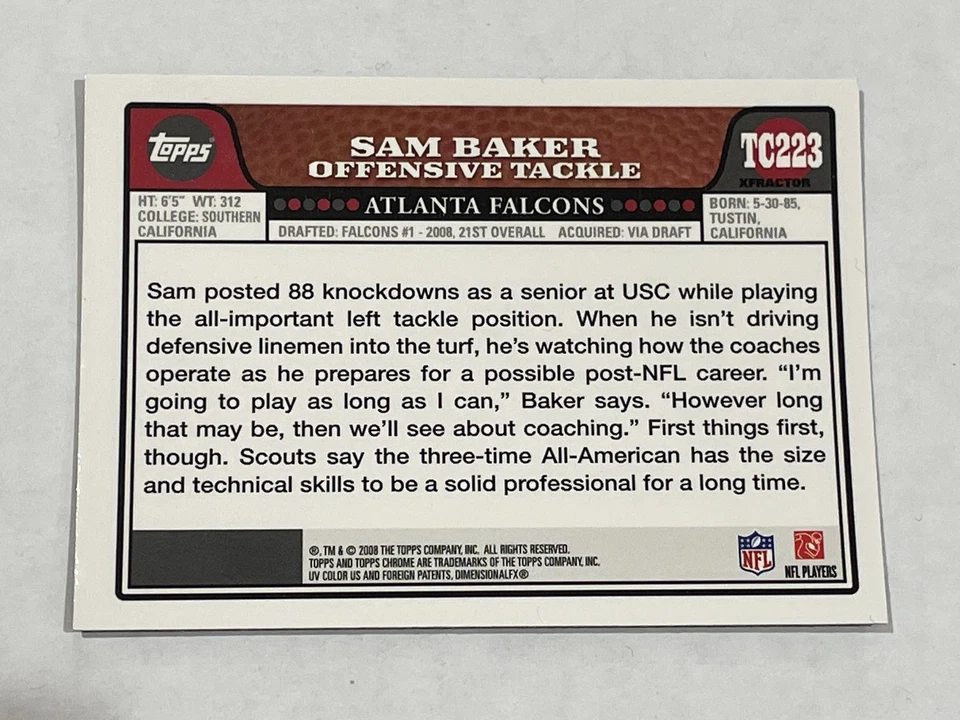 Topps
SAM BAKER
OFFENSIVE TACKLE
TC223
XFRACTOR
HT: 6'5" WT: 312
COLLEGE: SOUTHERN
CALIFORNIA
ATLANTA FALCONS
DRAFTED: FALCONS #1 - 2008, 21ST OVERALL ACQUIRED: VIA DRAFT
BORN: 5-30-85,
TUSTIN,
CALIFORNIA
Sam posted 88 knockdowns as a senior at USC while playing
the all-important left tackle position. When he isn't driving
defensive linemen into the turf, he's watching how the coaches
operate as he prepares for a possible post-NFL career. "I'm
going to play as long as I can," Baker says. "However long
that may be, then we'll see about coaching." First things first,
though. Scouts say the three-time All-American has the size
and technical skills to be a solid professional for a long time.
®, TM & © 2008 THE TOPPS COMPANY, INC. ALL RIGHTS RESERVED.
TOPPS AND TOPPS CHROME ARE TRADEMARKS OF THE TOPPS COMPANY, INC.
UV COLOR US AND FOREIGN PATENTS, DIMENSIONALFX®
NFL
NFL PLAYERS